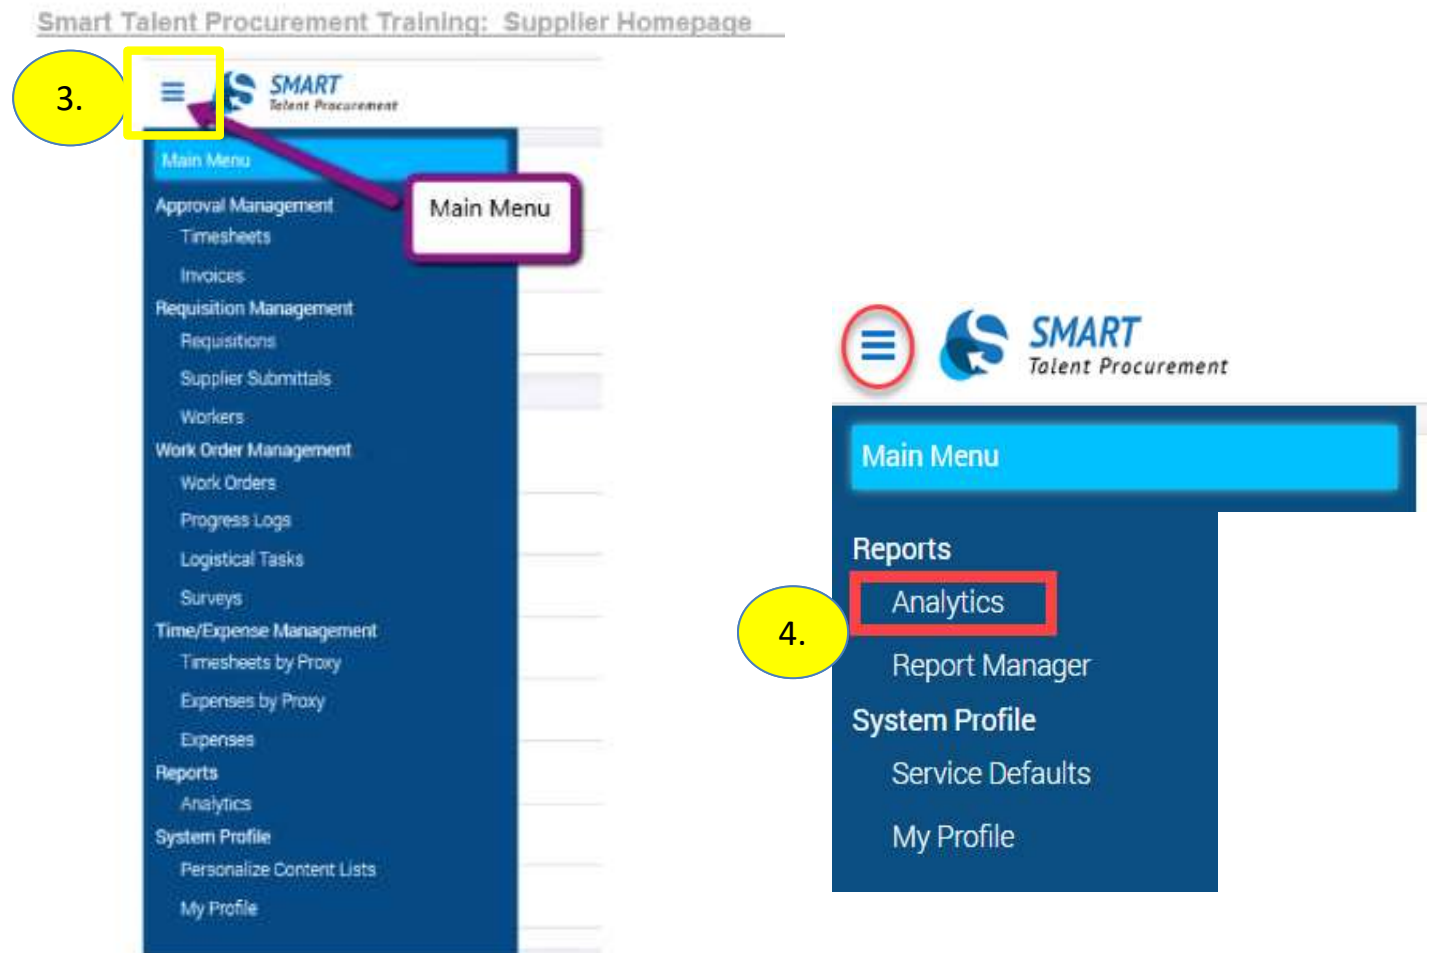 Smart Talent Procurement Training: Supplier Homepage
3.
SMART
Talent Procurement
Main Menu
Main Menu
Approval Management
Timesheets
Invoices
Requisition Management
Requisitions
Supplier Submittals
Workers
Work Order Management
Work Orders
Progress Logs
Logistical Tasks
Surveys
Time/Expense Management
Timesheets by Proxy
Expenses by Proxy
Expenses
Reports
Analytics
System Profile
Personalize Content Lists
My Profile
SMART
Talent Procurement
Main Menu
Reports
4.
Analytics
Report Manager
System Profile
Service Defaults
My Profile